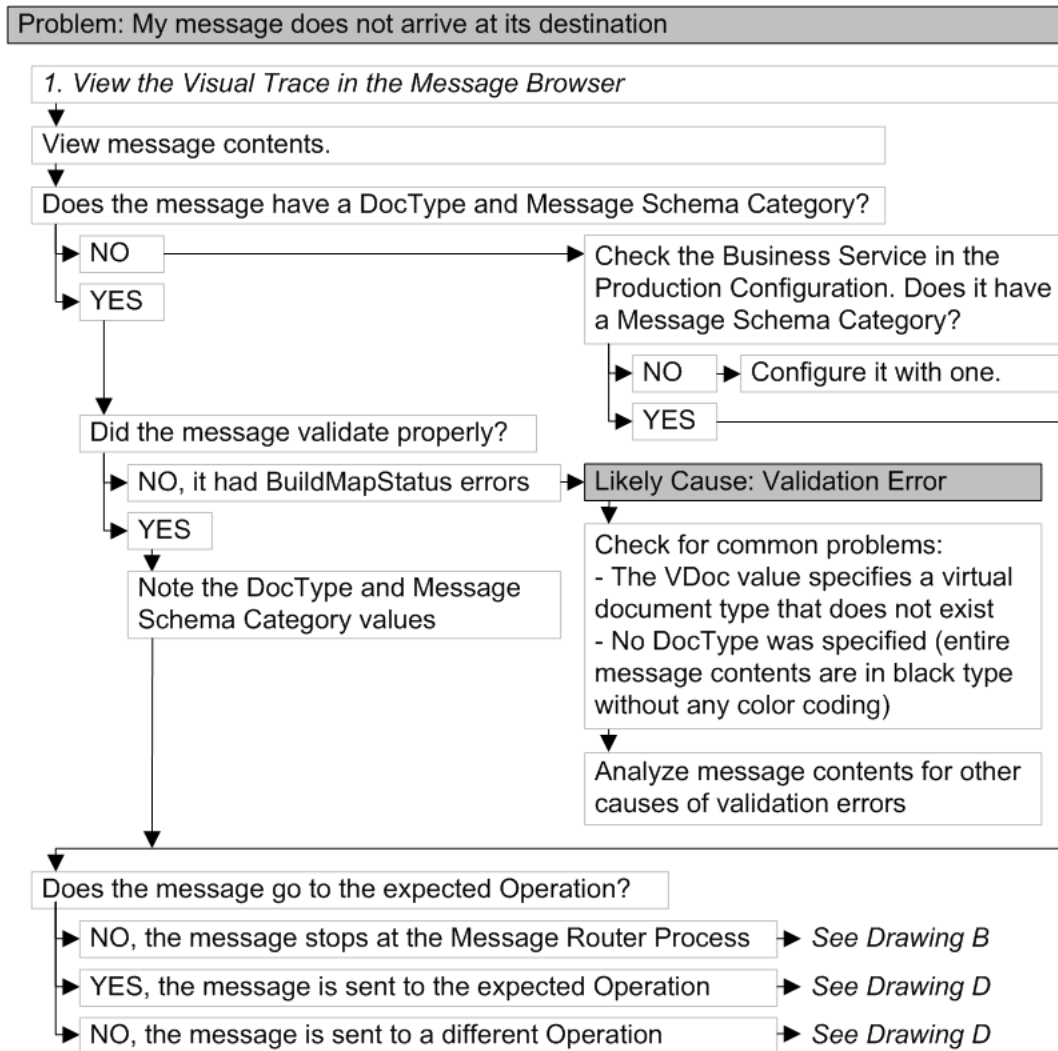 Problem: My message does not arrive at its destination
1. View the Visual Trace in the Message Browser
View message contents.
Does the message have a DocType and Message Schema Category?
NO
YES
Check the Business Service in the
Production Configuration. Does it have
a Message Schema Category?
NO
Configure it with one.
YES
Did the message validate properly?
NO, it had BuildMapStatus errors
Likely Cause: Validation Error
YES
Check for common problems:
- The VDoc value specifies a virtual
document type that does not exist
- No DocType was specified (entire
message contents are in black type
without any color coding)
Note the DocType and Message
Schema Category values
Analyze message contents for other
causes of validation errors
Does the message go to the expected Operation?
NO, the message stops at the Message Router Process
See Drawing B
YES, the message is sent to the expected Operation
See Drawing D
NO, the message is sent to a different Operation
See Drawing D